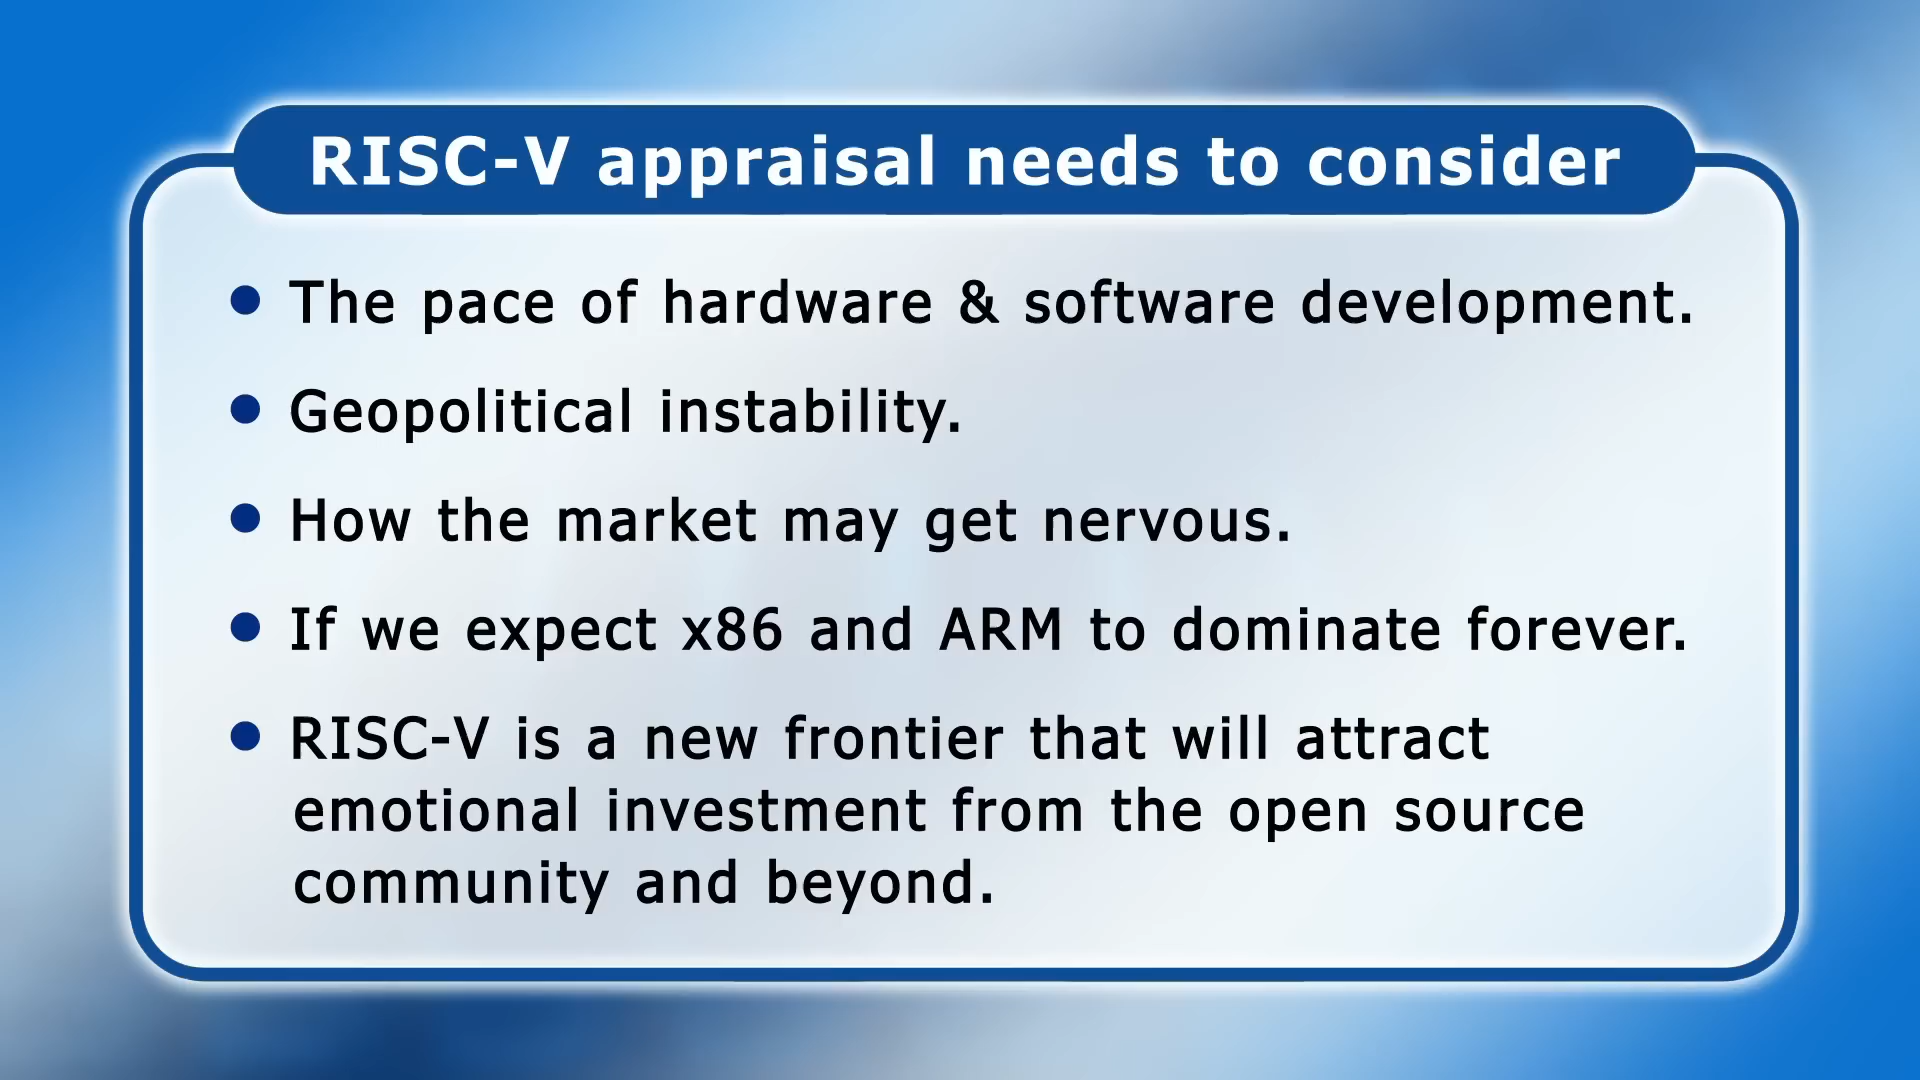 RISC-V appraisal needs to consider
● The pace of hardware & software development.
● Geopolitical instability.
● How the market may get nervous.
● If we expect x86 and ARM to dominate forever.
● RISC-V is a new frontier that will attract
emotional investment from the open source
community and beyond.